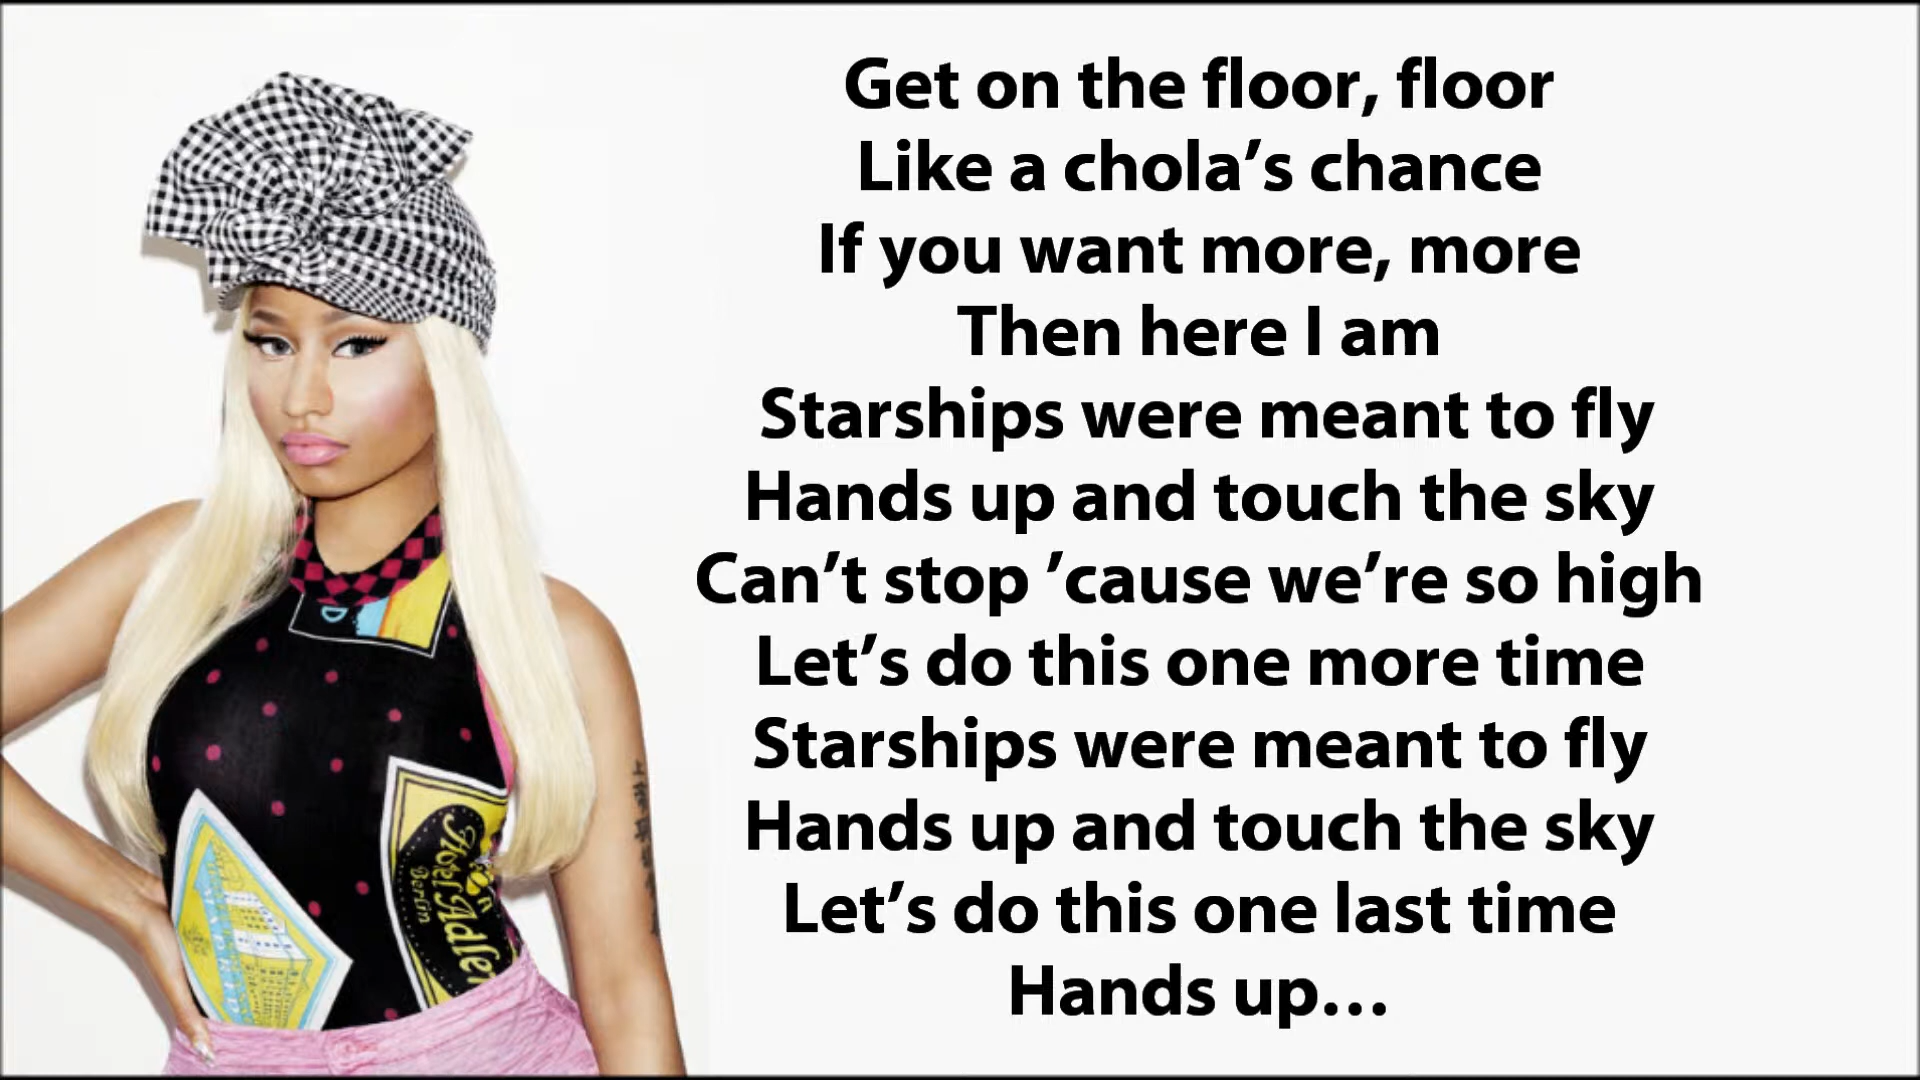 Get on the floor, floor
Like a chola’s chance
If you want more, more
Then here I am
Starships were meant to fly
Hands up and touch the sky
Can’t stop ’cause we’re so high
Let’s do this one more time
Starships were meant to fly
Hands up and touch the sky
Let’s do this one last time
Hands up…
D
Hotel Adler
Berlin